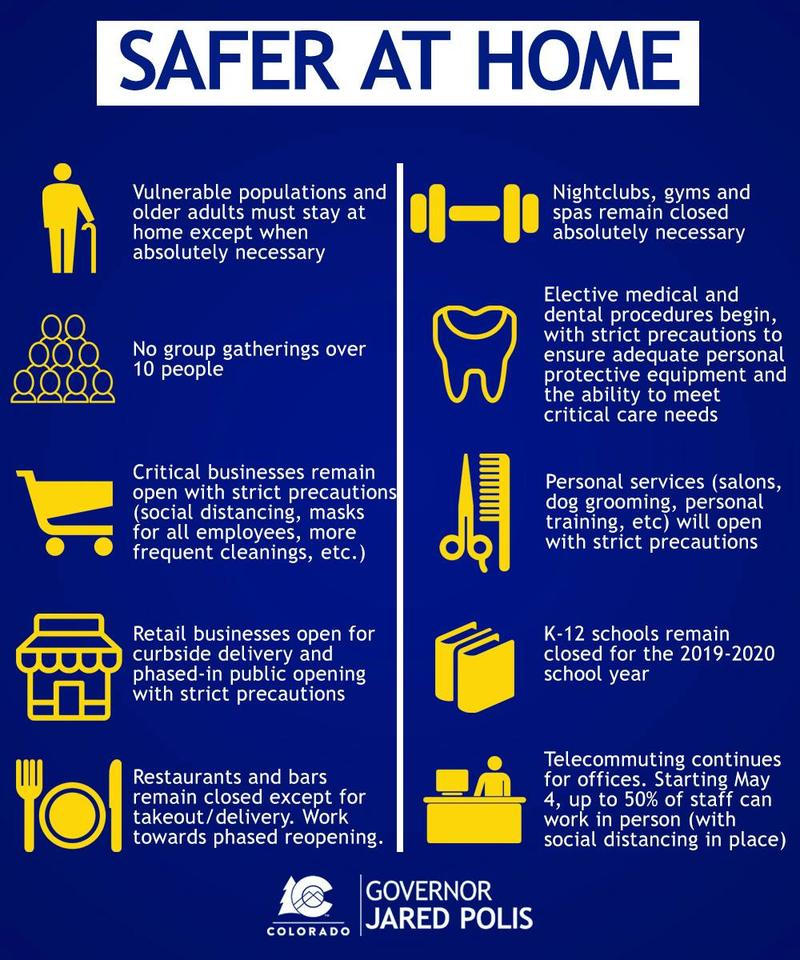 SAFER AT HOME
Vulnerable populations and
older adults must stay at
home except when
absolutely necessary
No group gatherings over
10 people
Critical businesses remain
open with strict precautions
(social distancing, masks
for all employees, more
frequent cleanings, etc.)
Retail businesses open for
curbside delivery and
phased-in public opening
with strict precautions
Restaurants and bars
remain closed except for
takeout/delivery. Work
towards phased reopening.
Nightclubs, gyms and
spas remain closed
absolutely necessary
Elective medical and
dental procedures begin,
with strict precautions to
ensure adequate personal
protective equipment and
the ability to meet
critical care needs
Personal services (salons,
dog grooming, personal
training, etc) will open
with strict precautions
K-12 schools remain
closed for the 2019-2020
school year
Telecommuting continues
for offices. Starting May
4, up to 50% of staff can
work in person (with
social distancing in place)
COLORADO
GOVERNOR
JARED POLIS